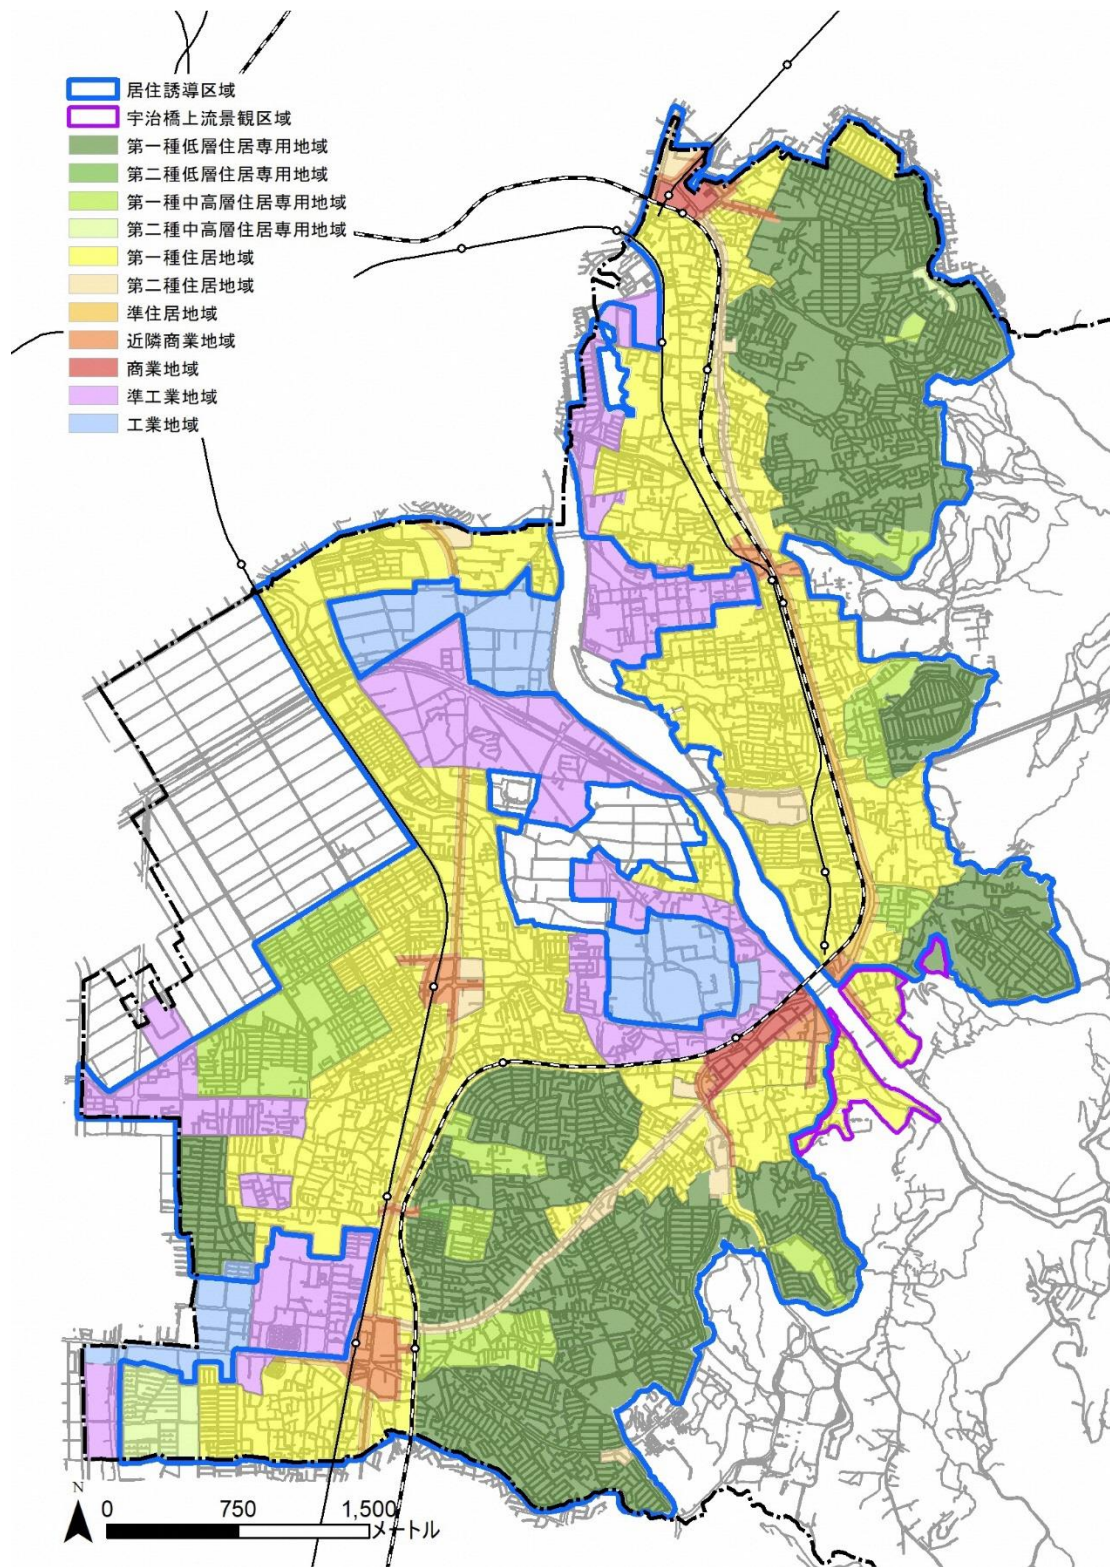 居住誘導区域
宇治橋上流景観区域
第一種低層住居専用地域
第二種低層住居専用地域
第一種中高層住居専用地域
第二種中高層住居専用地域
第一種住居地域
第二種住居地域
準住居地域
近隣商業地域
商業地域
準工業地域
工業地域
N
0 750 1,500
メートル